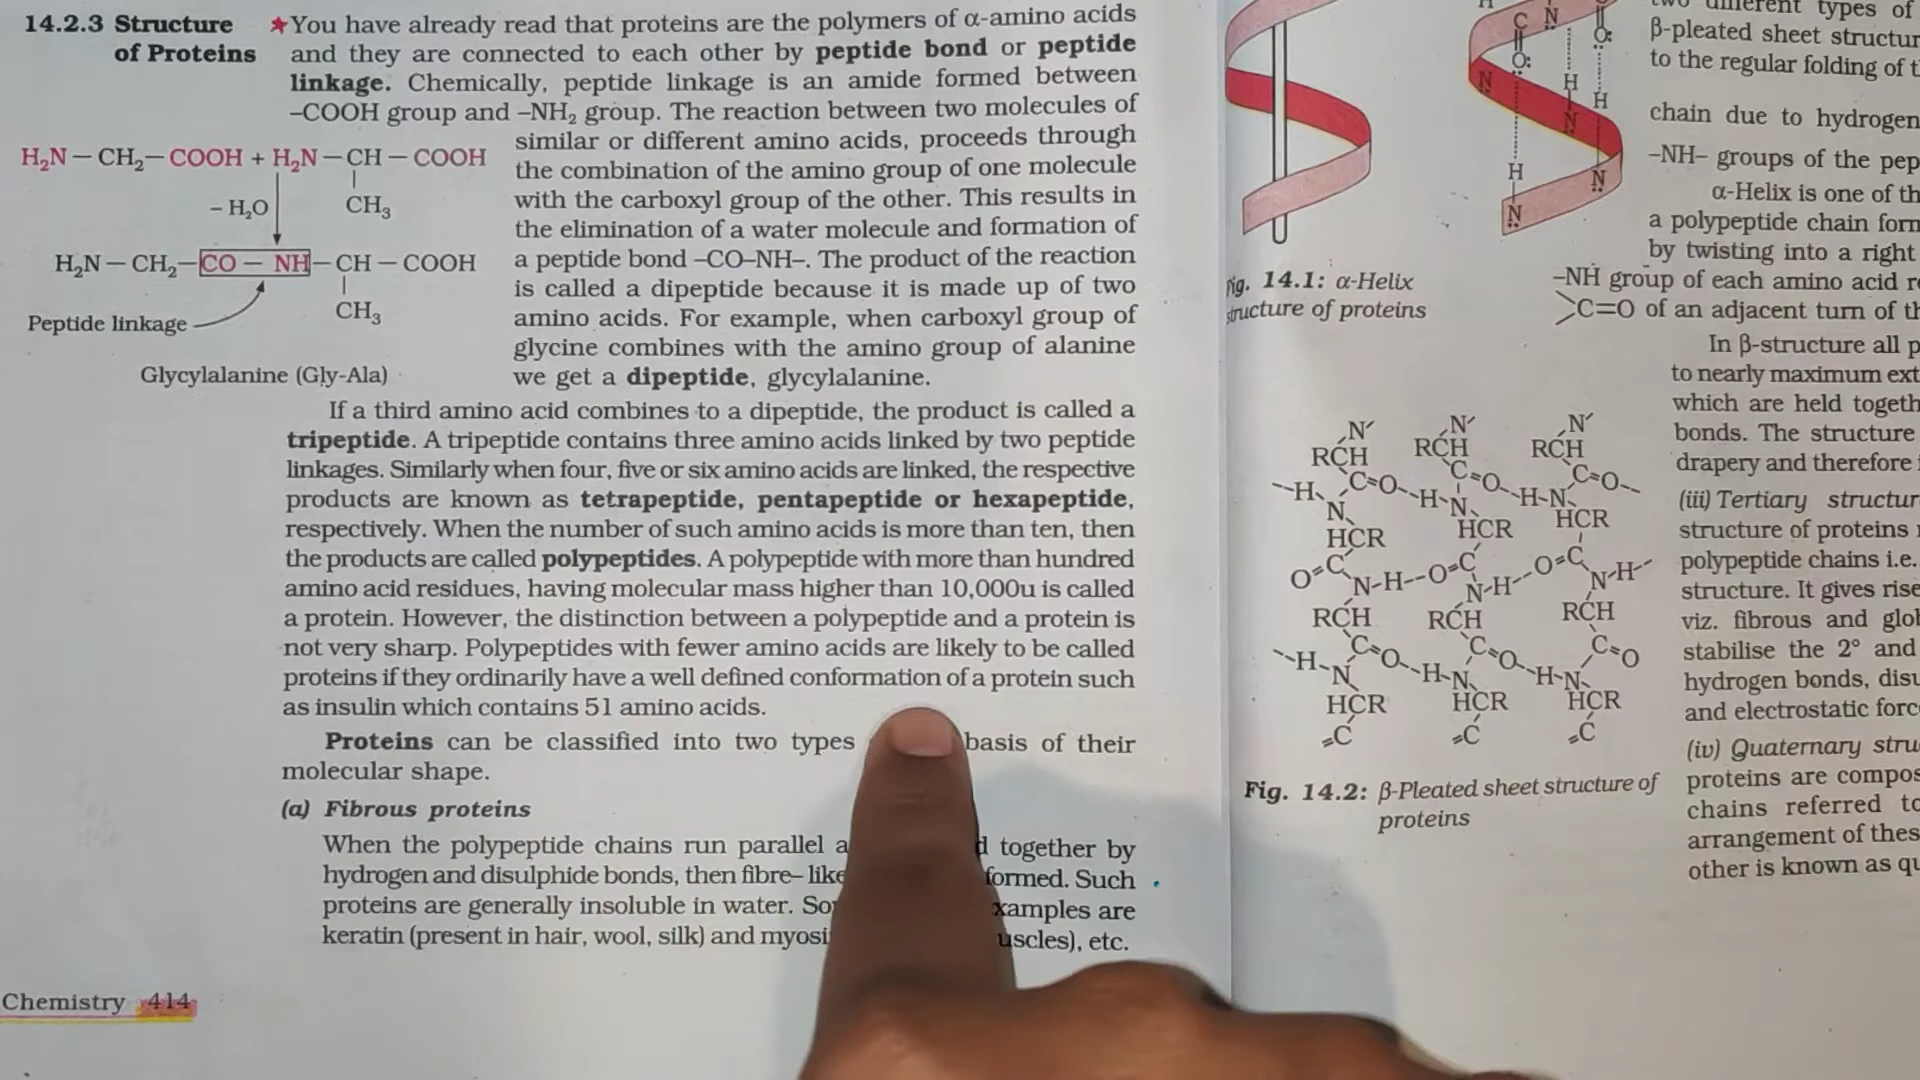 14.2.3 Structure
of Proteins
★You have already read that proteins are the polymers of α-amino acids
and they are connected to each other by peptide bond or peptide
linkage. Chemically, peptide linkage is an amide formed between
–COOH group and –NH₂ group. The reaction between two molecules of
similar or different amino acids, proceeds through
the combination of the amino group of one molecule
with the carboxyl group of the other. This results in
the elimination of a water molecule and formation of
a peptide bond –CO–NH–. The product of the reaction
is called a dipeptide because it is made up of two
amino acids. For example, when carboxyl group of
glycine combines with the amino group of alanine
we get a dipeptide, glycylalanine.
H₂N – CH₂– COOH + H₂N – CH – COOH
– H₂O
CH₃
H₂N – CH₂– CO – NH – CH – COOH
CH₃
Peptide linkage
Glycylalanine (Gly-Ala)
If a third amino acid combines to a dipeptide, the product is called a
tripeptide. A tripeptide contains three amino acids linked by two peptide
linkages. Similarly when four, five or six amino acids are linked, the respective
products are known as tetrapeptide, pentapeptide or hexapeptide,
respectively. When the number of such amino acids is more than ten, then
the products are called polypeptides. A polypeptide with more than hundred
amino acid residues, having molecular mass higher than 10,000u is called
a protein. However, the distinction between a polypeptide and a protein is
not very sharp. Polypeptides with fewer amino acids are likely to be called
proteins if they ordinarily have a well defined conformation of a protein such
as insulin which contains 51 amino acids.
Proteins can be classified into two types basis of their
molecular shape.
(a) Fibrous proteins
When the polypeptide chains run parallel together by
hydrogen and disulphide bonds, then fibre– like formed. Such
proteins are generally insoluble in water. examples are
keratin (present in hair, wool, silk) and etc.
Chemistry 414
C N
O:
O:
N H
H
N
H
N
N
Fig. 14.1: α-Helix
structure of proteins
N N N
RCH RCH RCH
C=O C=O C=O
H H H
N N N
HCR HCR HCR
O=C O=C O=C
N-H N-H N-H
RCH RCH RCH
C=O C=O C=O
H-N H-N H-N
HCR HCR HCR
=C =C =C
Fig. 14.2: β-Pleated sheet structure of
proteins
two different types of
β-pleated sheet
to the regular folding of
chain due to hydrogen
–NH– groups of the
α-Helix is one of
a polypeptide chain
by twisting into a right
–NH group of each amino acid
>C=O of an adjacent turn of
In β-structure all
to nearly maximum
which are held
bonds. The structure
drapery and therefore
(iii) Tertiary
structure of proteins
polypeptide chains i.e.
structure. It gives
viz. fibrous and
stabilise the 2° and
hydrogen bonds,
and electrostatic
(iv) Quaternary
proteins are
chains referred
arrangement of
other is known as